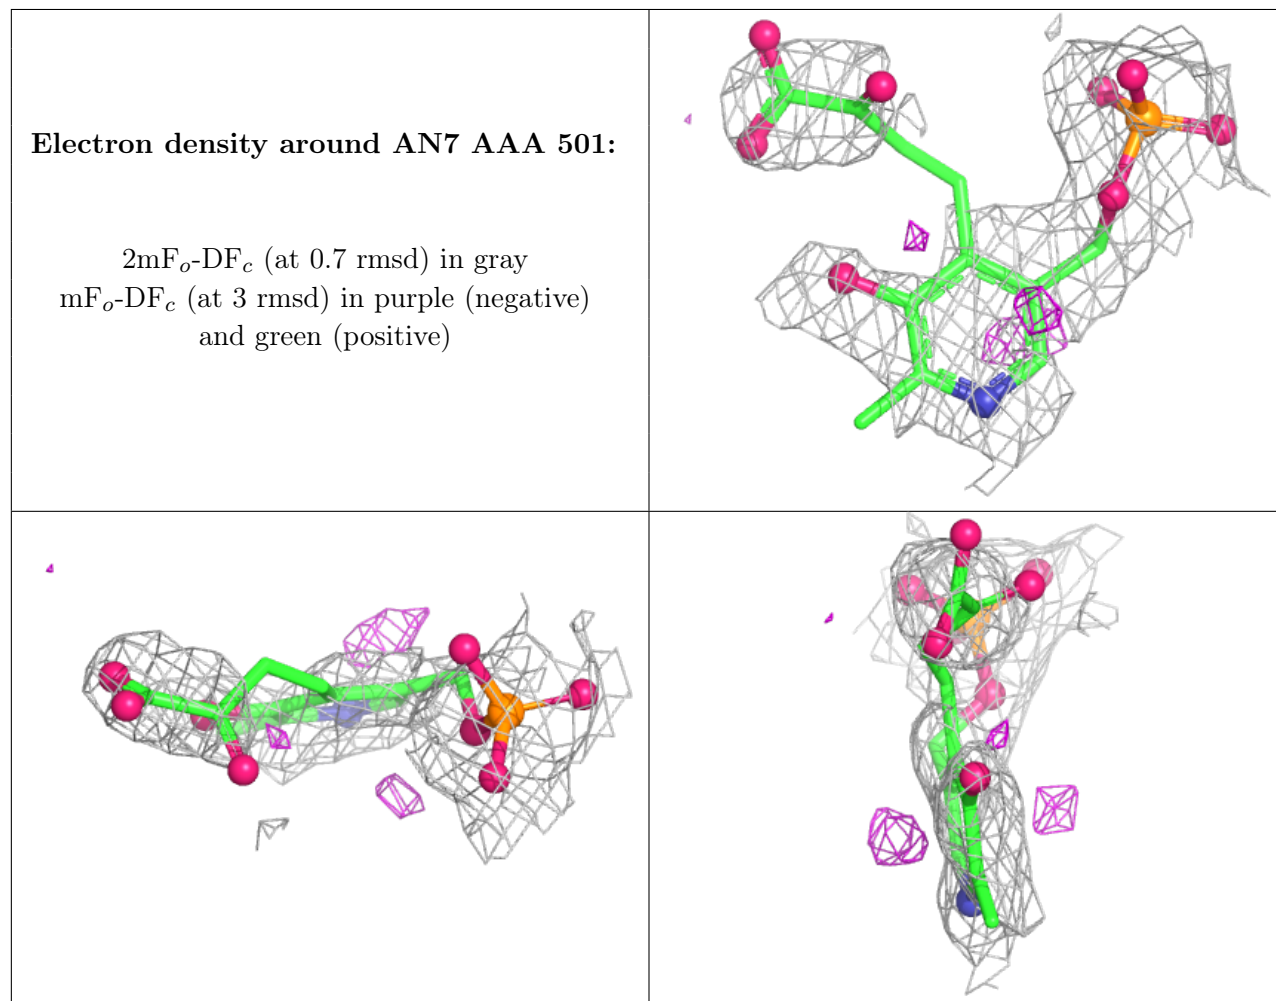 Electron density around AN7 AAA 501:
2mFo-DFc (at 0.7 rmsd) in gray
mFo-DFc (at 3 rmsd) in purple (negative)
and green (positive)